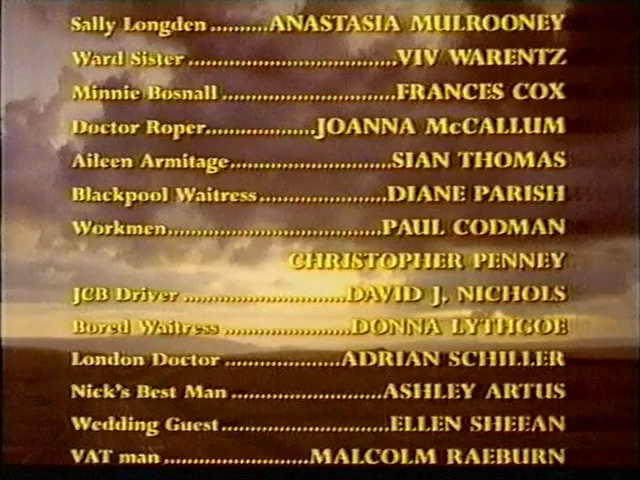 Sally Longden ..........ANASTASIA MULROONEY
Ward Sister ....................................VIV WARENTZ
Minnie Bosnall ..............................FRANCES COX
Doctor Roper...................JOANNA McCALLUM
Aileen Armitage............................SIAN THOMAS
Blackpool Waitress......................DIANE PARISH
Workmen.....................................PAUL CODMAN
CHRISTOPHER PENNEY
JCB Driver ............................DAVID J. NICHOLS
Bored Waitress ......................DONNA LYTHGOE
London Doctor ....................ADRIAN SCHILLER
Nick's Best Man ..........................ASHLEY ARTUS
Wedding Guest.............................ELLEN SHEEAN
VAT man .........................MALCOLM RAEBURN